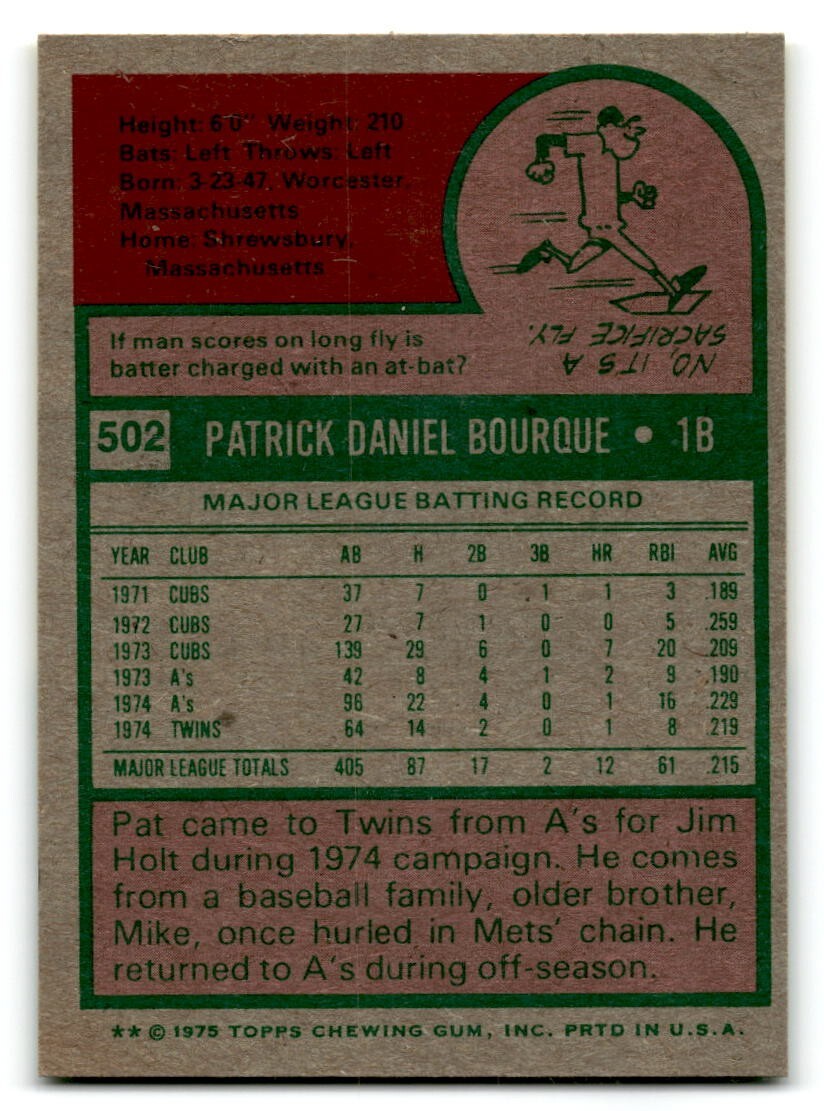 Height: 6'0" Weight: 210
Bats: Left Throws: Left
Born: 3-23-47, Worcester,
Massachusetts
Home: Shrewsbury,
Massachusetts
If man scores on long fly is
batter charged with an at-bat?
NO, IT'S A
SACRIFICE FLY.
502 PATRICK DANIEL BOURQUE • 1B
MAJOR LEAGUE BATTING RECORD
YEAR CLUB AB H 2B 3B HR RBI AVG
1971 CUBS 37 7 0 1 1 3 .189
1972 CUBS 27 7 1 0 0 5 .259
1973 CUBS 139 29 6 0 7 20 .209
1973 A's 42 8 4 1 2 9 .190
1974 A's 96 22 4 0 1 16 .229
1974 TWINS 64 14 2 0 1 8 .219
MAJOR LEAGUE TOTALS 405 87 17 2 12 61 .215
Pat came to Twins from A's for Jim
Holt during 1974 campaign. He comes
from a baseball family, older brother,
Mike, once hurled in Mets' chain. He
returned to A's during off-season.
** © 1975 TOPPS CHEWING GUM, INC. PRTD IN U.S.A.